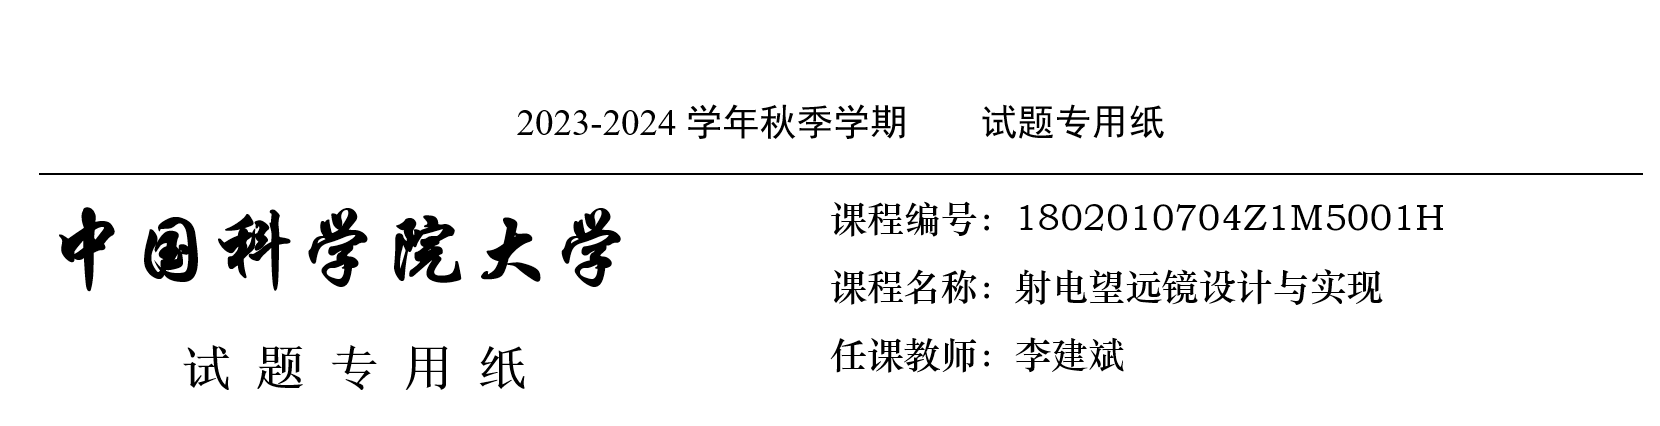 2023-2024 学年秋季学期 试题专用纸
中国科学院大学
试题专用纸
课程编号：1802010704Z1M5001H
课程名称：射电望远镜设计与实现
任课教师：李建斌